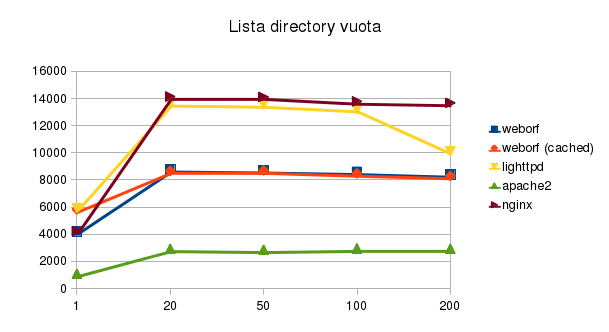 Lista directory vuota
16000
14000
12000
10000
8000
6000
4000
2000
0
1 20 50 100 200
weborf
weborf (cached)
lighttpd
apache2
nginx